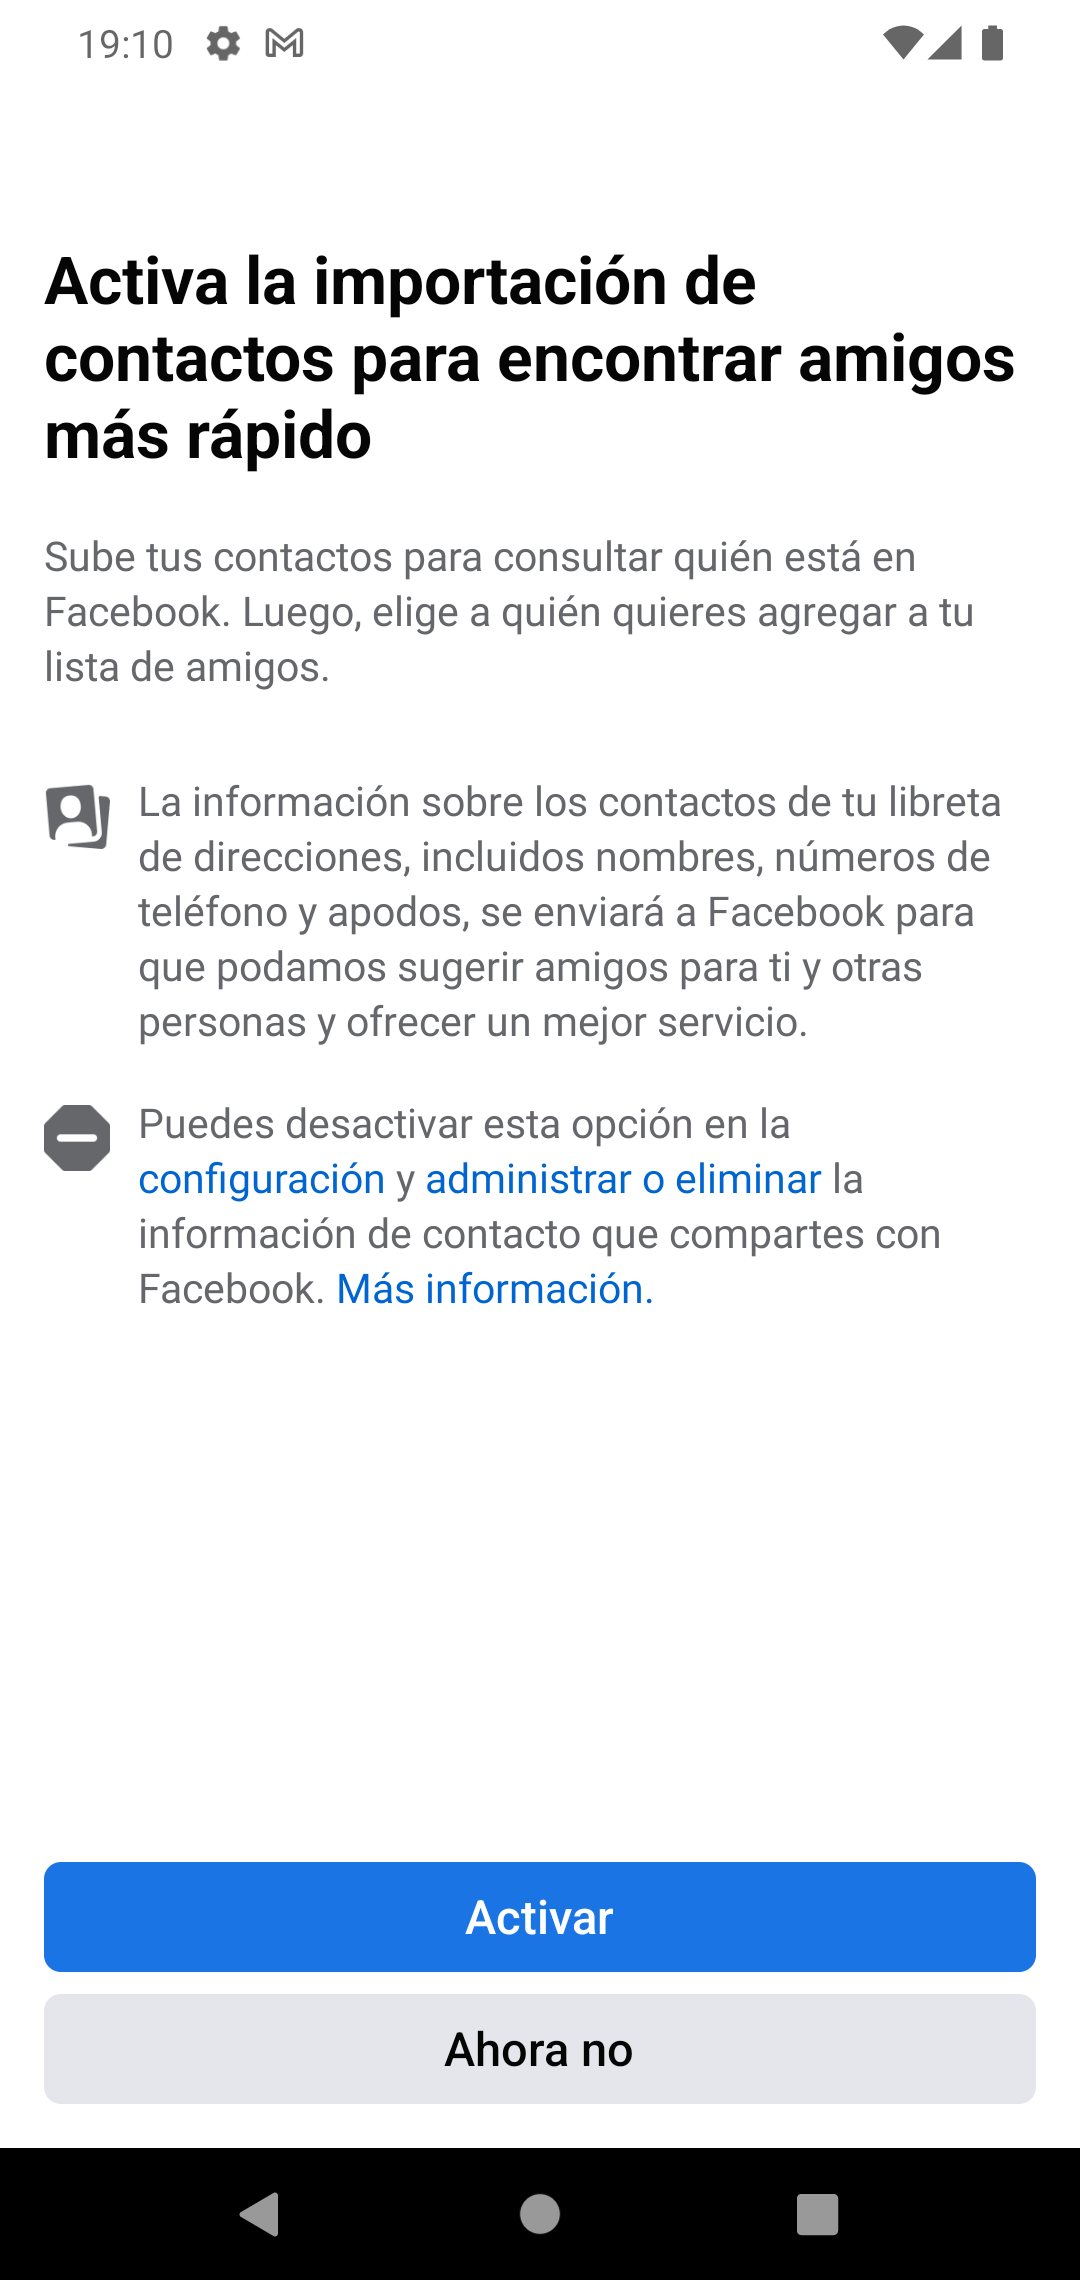 19:10
Activa la importación de
contactos para encontrar amigos
más rápido
Sube tus contactos para consultar quién está en
Facebook. Luego, elige a quién quieres agregar a tu
lista de amigos.
La información sobre los contactos de tu libreta
de direcciones, incluidos nombres, números de
teléfono y apodos, se enviará a Facebook para
que podamos sugerir amigos para ti y otras
personas y ofrecer un mejor servicio.
Puedes desactivar esta opción en la
configuración y administrar o eliminar la
información de contacto que compartes con
Facebook. Más información.
Activar
Ahora no